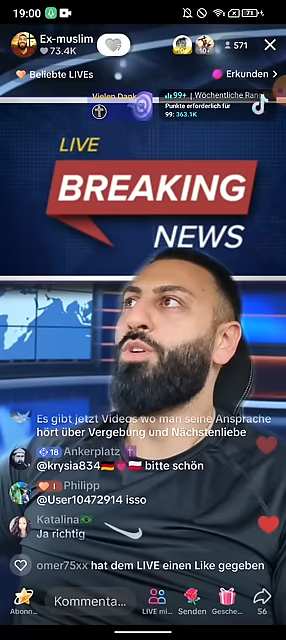 19:00
71
Ex-muslim
73.4K
10+
571
Beliebte LIVEs
Erkunden >
Vielen Dank
99+ | Wöchentliche Ran
Punkte erforderlich für
99: 363.1K
LIVE
BREAKING
NEWS
Es gibt jetzt Videos wo man seine Ansprache
hört über Vergebung und Nächstenliebe
18 Ankerplatz
@krysia834🇩🇪💗🇵🇱 bitte schön
I Philipp
@User10472914 isso
Katalina🇧🇷
Ja richtig
omer75xx hat dem LIVE einen Like gegeben
Abonn...
Kommenta...
LIVE mi...
Senden
Gesche...
56